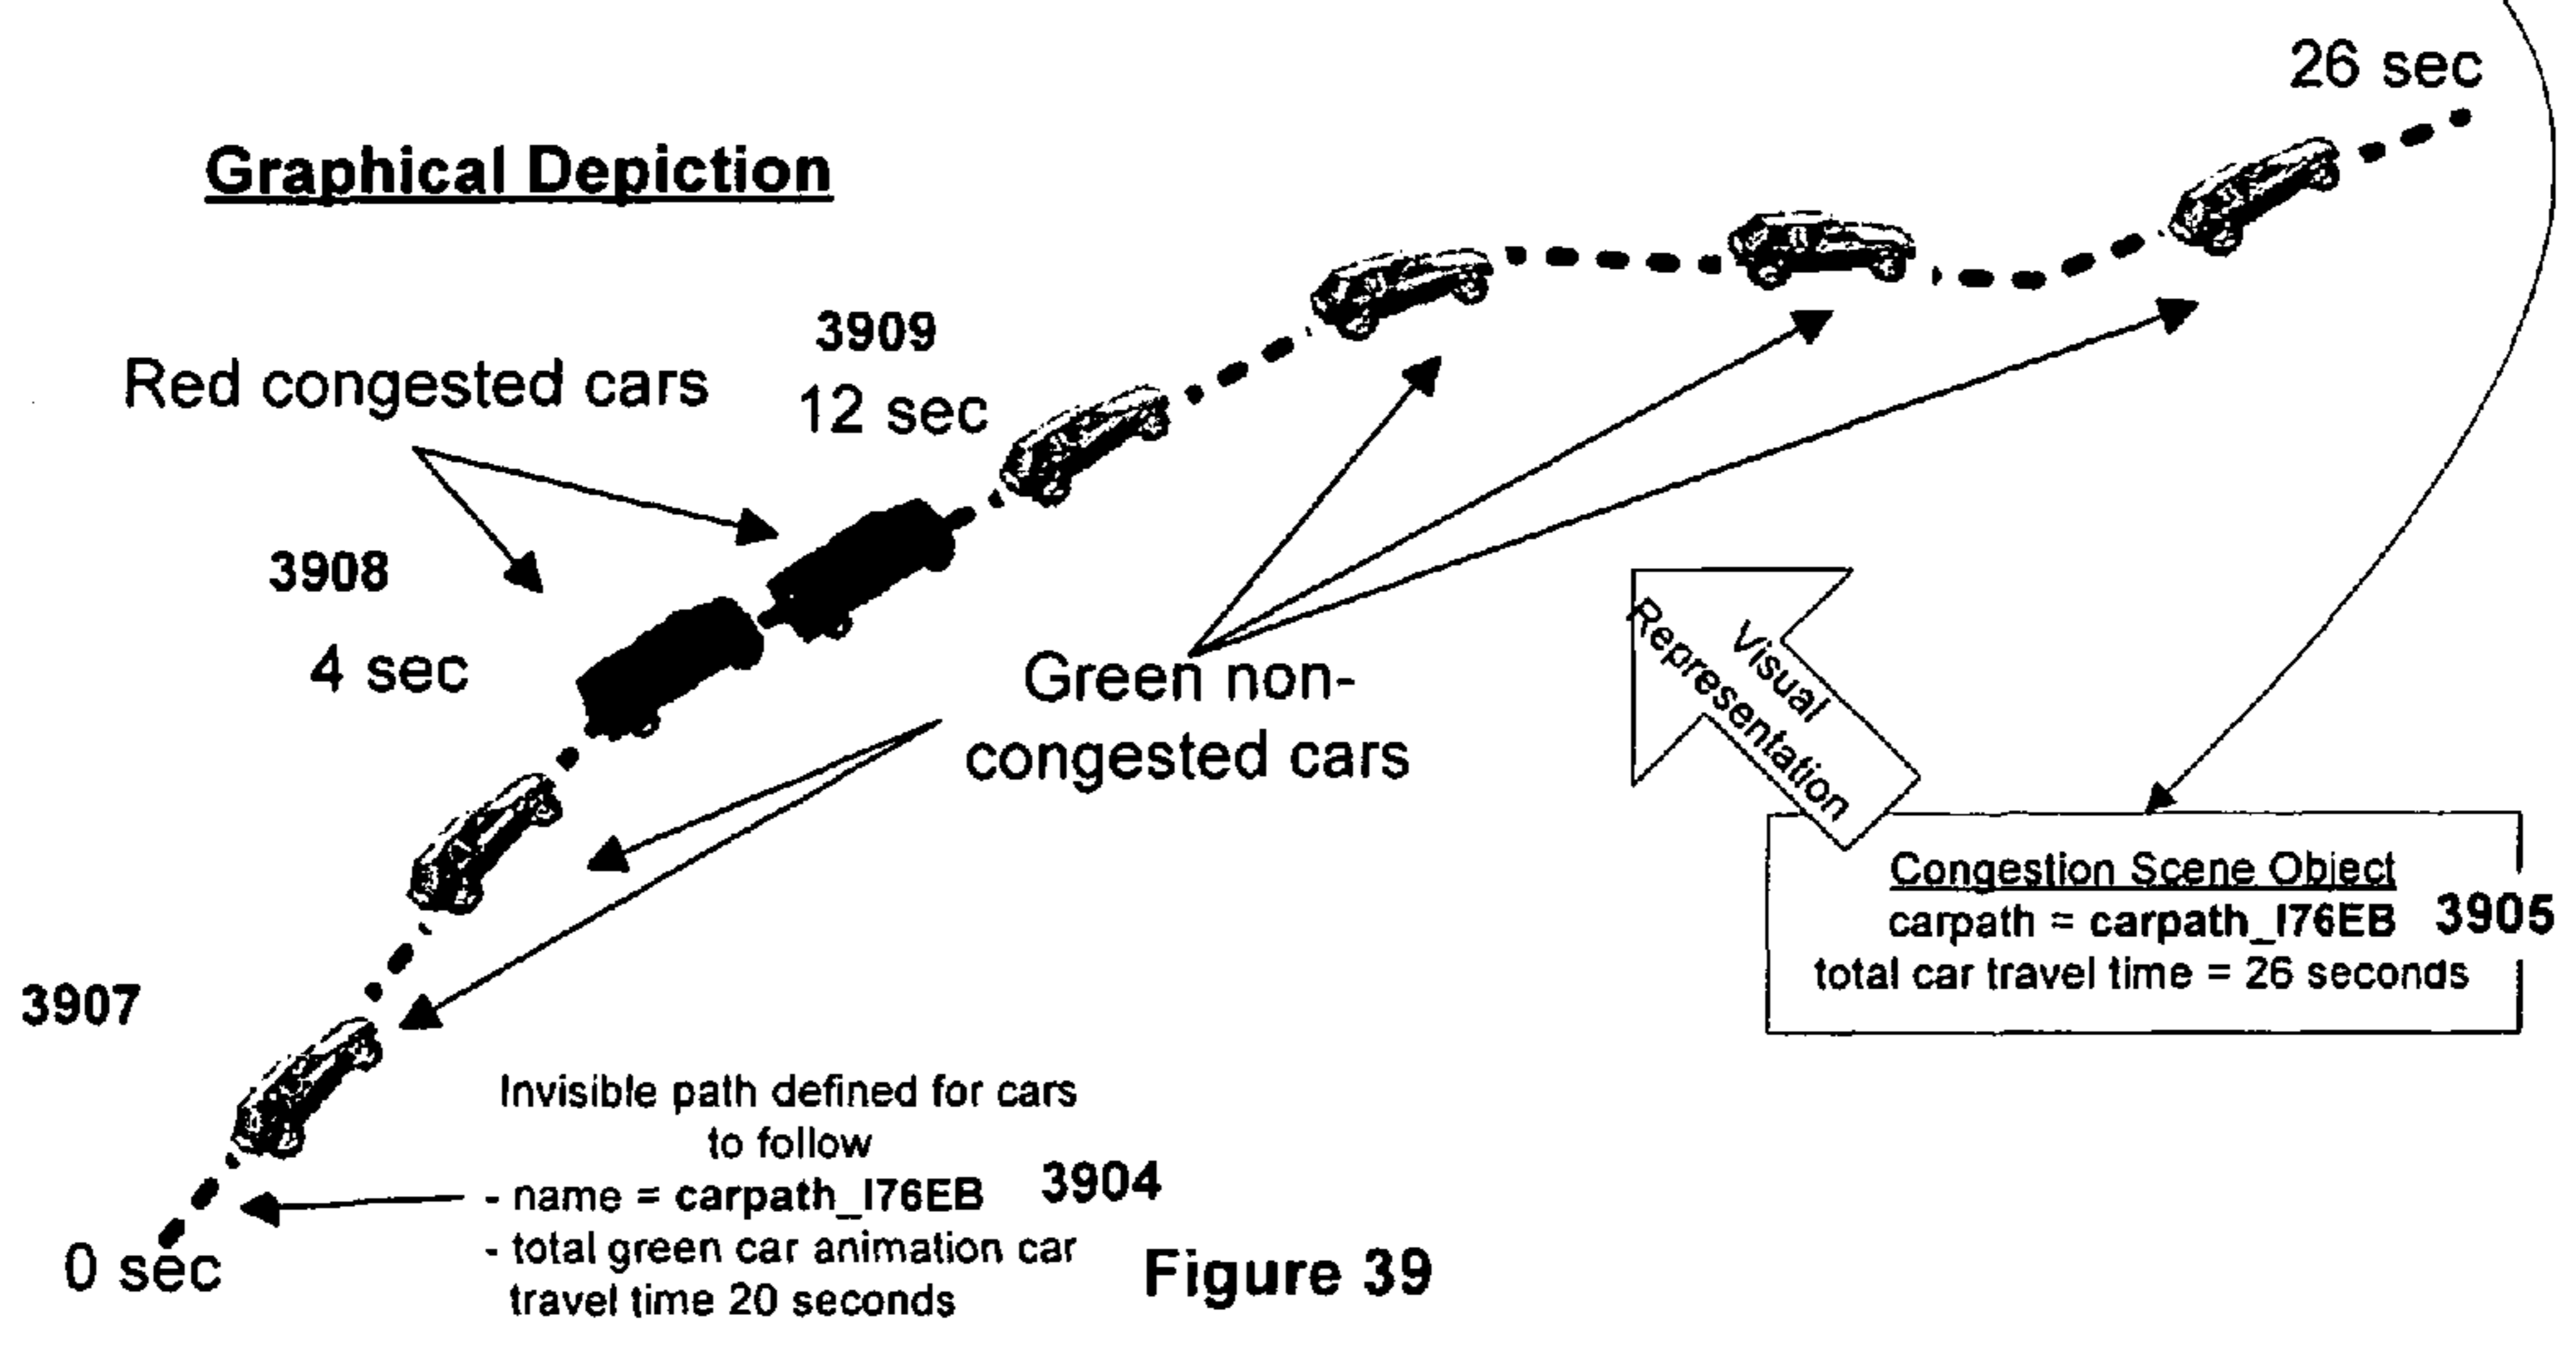 26 sec
Graphical Depiction
3909
12 sec
Red congested cars
3908
4 sec
Green non-
congested cars
Visual
Representation
Congestion Scene Object
carpath = carpath_I76EB
3905
total car travel time = 26 seconds
3907
Invisible path defined for cars
to follow
- name = carpath_I76EB
3904
- total green car animation car
travel time 20 seconds
0 sec
Figure 39